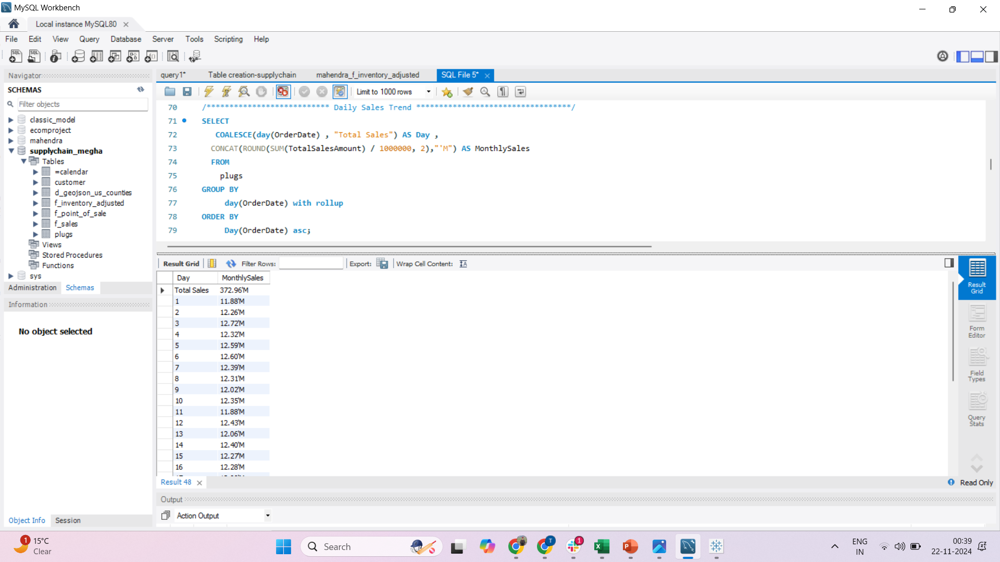 MySQL Workbench
Local instance MySQL80
File Edit View Query Database Server Tools Scripting Help
Navigator
SCHEMAS
Filter objects
classic_model
ecomproject
mahendra
supplychain_megha
Tables
=calendar
customer
d_geojson_us_counties
f_inventory_adjusted
f_point_of_sale
f_sales
plugs
Views
Stored Procedures
Functions
sys
Administration Schemas
Information
No object selected
Object Info Session
query1* Table creation-supplychain mahendra_f_inventory_adjusted SQL File 5*
Limit to 1000 rows
70 /*************************** Daily Sales Trend **********************************/
71 SELECT
72 COALESCE(day(OrderDate) , "Total Sales") AS Day ,
73 CONCAT(ROUND(SUM(TotalSalesAmount) / 1000000, 2),"'M") AS MonthlySales
74 FROM
75 plugs
76 GROUP BY
77 day(OrderDate) with rollup
78 ORDER BY
79 Day(OrderDate) asc;
Result Grid Filter Rows: Export: Wrap Cell Content:
Day MonthlySales
Total Sales 372.96'M
1 11.88'M
2 12.26'M
3 12.72'M
4 12.32'M
5 12.59'M
6 12.60'M
7 12.39'M
8 12.31'M
9 12.02'M
10 12.35'M
11 11.88'M
12 12.43'M
13 12.06'M
14 12.40'M
15 12.27'M
16 12.28'M
Result Grid
Form Editor
Field Types
Query Stats
Result 48
Read Only
Output
Action Output
1
15°C
Clear
Search
T
1
ENG
IN
00:39
22-11-2024